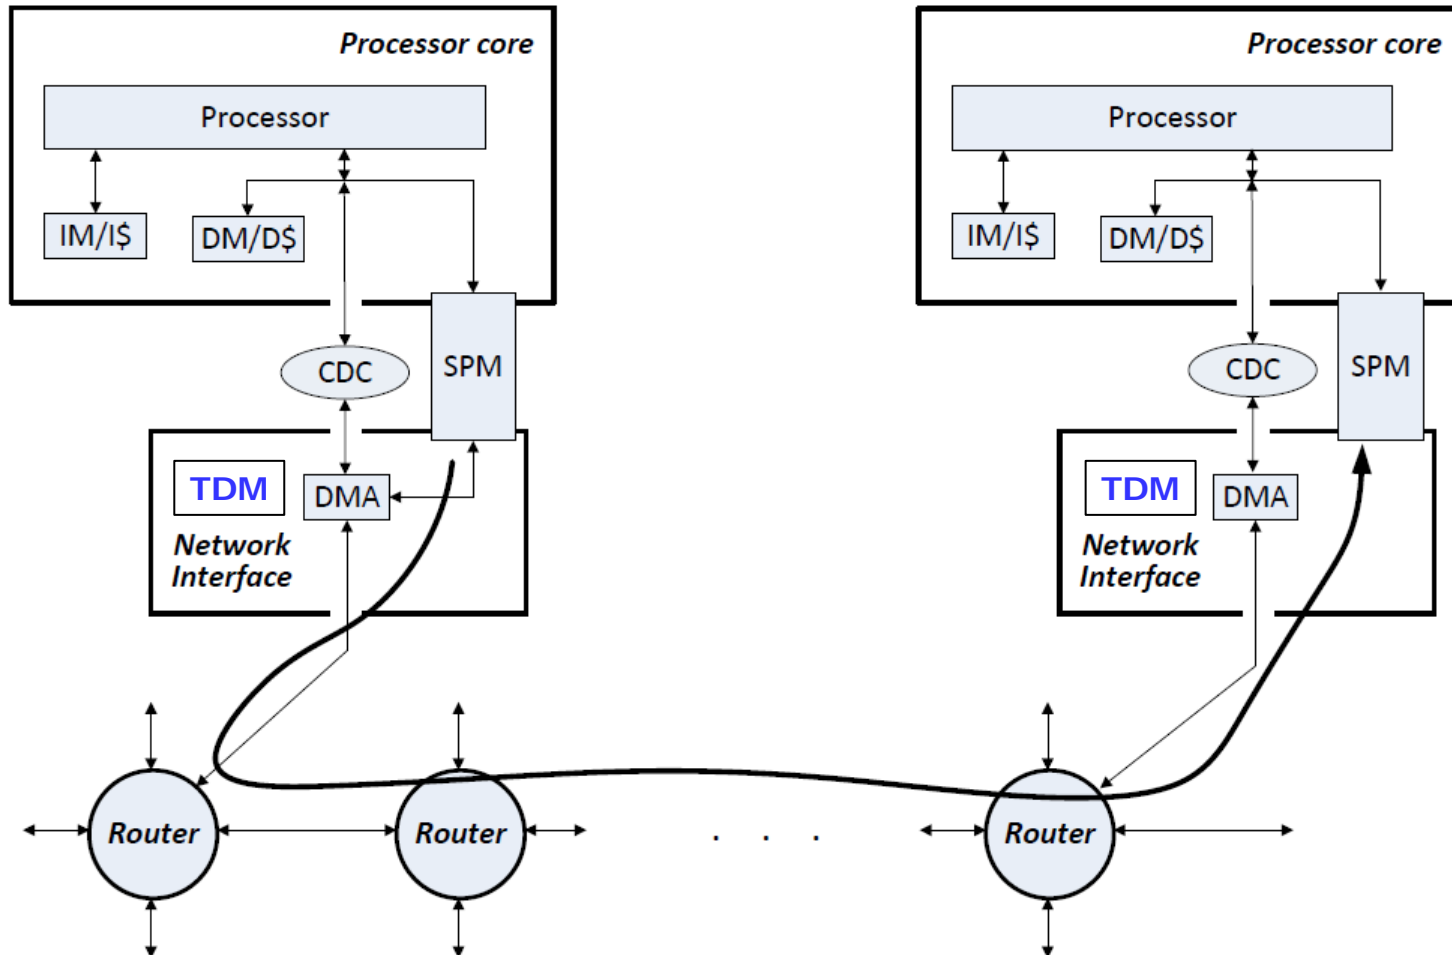 Processor core
Processor
IM/I$
DM/D$
CDC
SPM
TDM
DMA
Network
Interface
Processor core
Processor
IM/I$
DM/D$
CDC
SPM
TDM
DMA
Network
Interface
Router
Router
. . .
Router